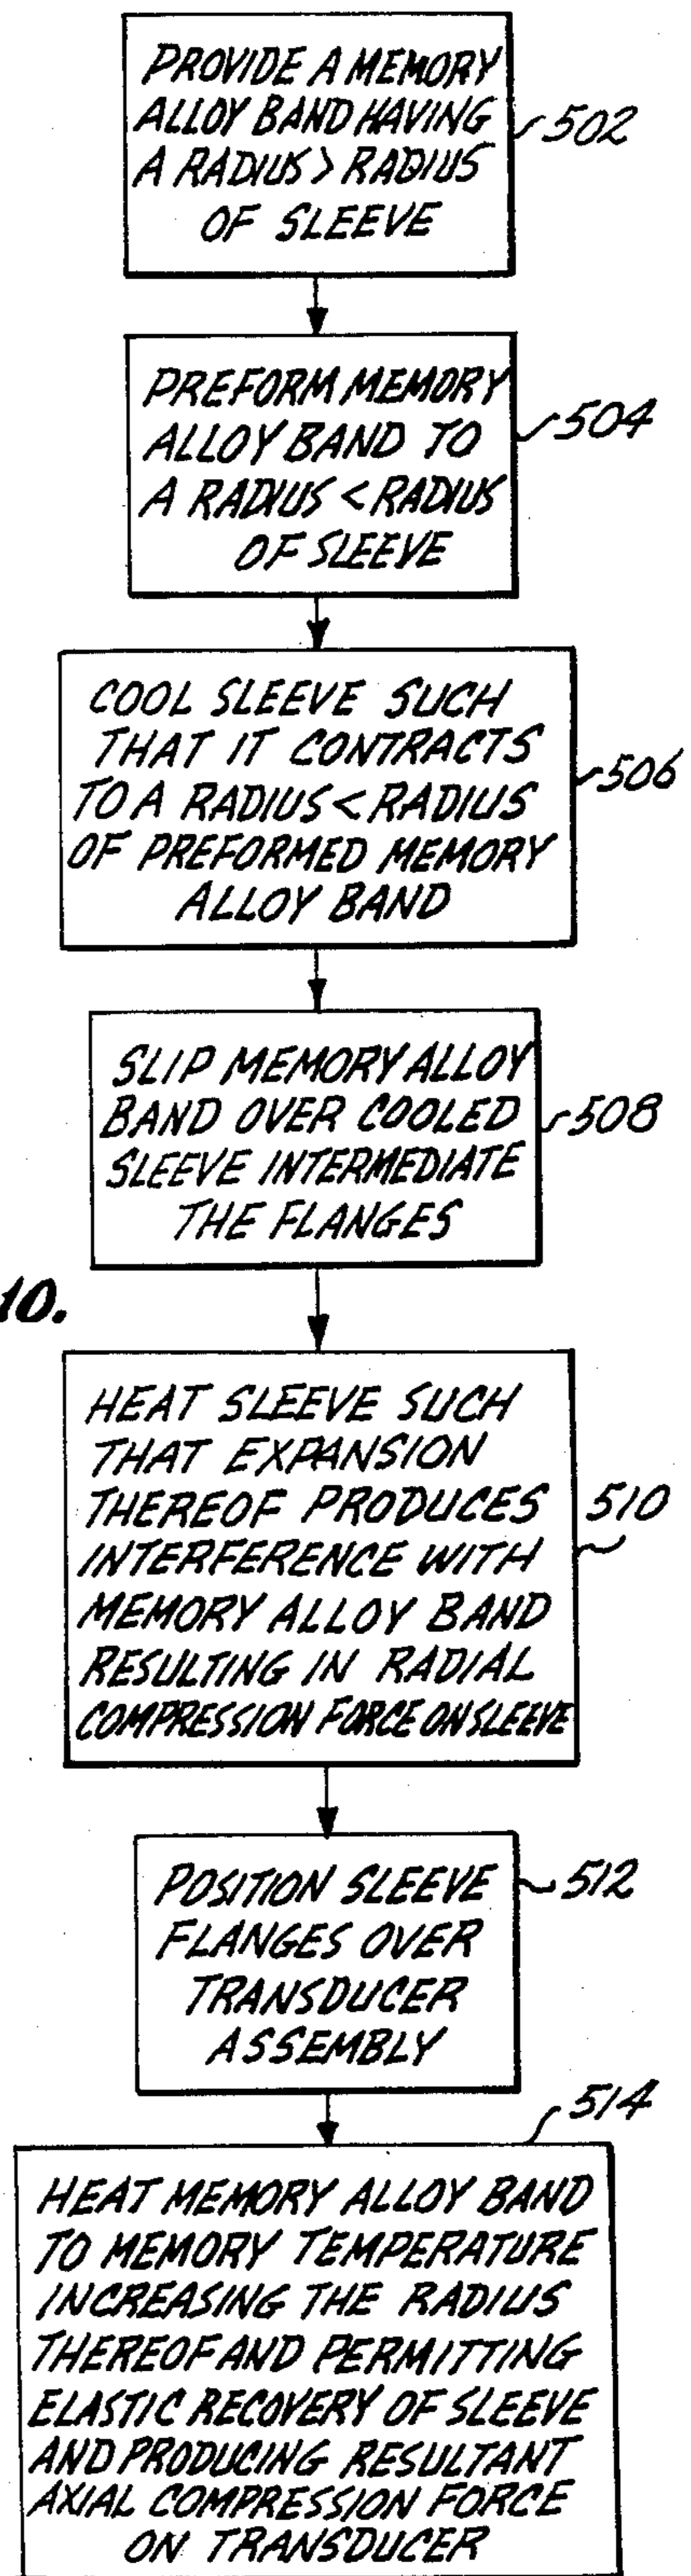 PROVIDE A MEMORY
ALLOY BAND HAVING
A RADIUS > RADIUS
OF SLEEVE
502
PREFORM MEMORY
ALLOY BAND TO
A RADIUS < RADIUS
OF SLEEVE
504
COOL SLEEVE SUCH
THAT IT CONTRACTS
TO A RADIUS < RADIUS
OF PREFORMED MEMORY
ALLOY BAND
506
SLIP MEMORY ALLOY
BAND OVER COOLED
SLEEVE INTERMEDIATE
THE FLANGES
508
10.
HEAT SLEEVE SUCH
THAT EXPANSION
THEREOF PRODUCES
INTERFERENCE WITH
MEMORY ALLOY BAND
RESULTING IN RADIAL
COMPRESSION FORCE ON SLEEVE
510
POSITION SLEEVE
FLANGES OVER
TRANSDUCER
ASSEMBLY
512
514
HEAT MEMORY ALLOY BAND
TO MEMORY TEMPERATURE
INCREASING THE RADIUS
THEREOF AND PERMITTING
ELASTIC RECOVERY OF SLEEVE
AND PRODUCING RESULTANT
AXIAL COMPRESSION FORCE
ON TRANSDUCER